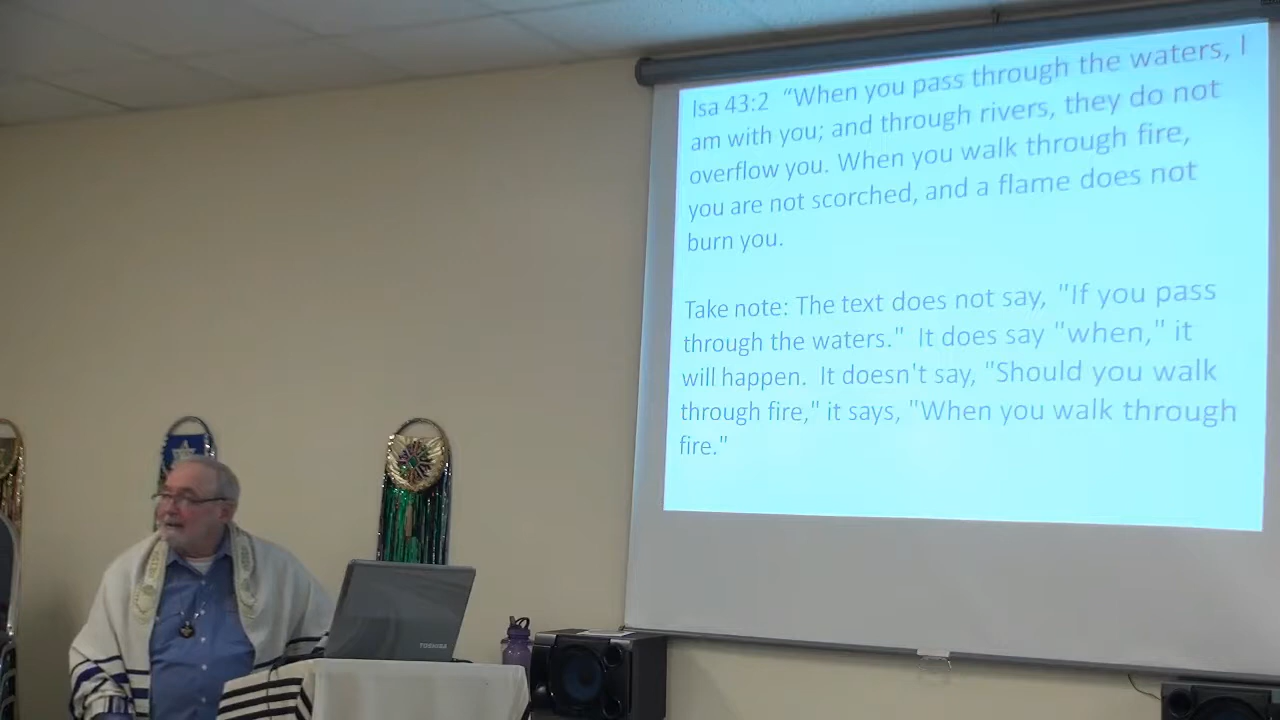 Isa 43:2 “When you pass through the waters, I
am with you; and through rivers, they do not
overflow you. When you walk through fire,
you are not scorched, and a flame does not
burn you.
Take note: The text does not say, "If you pass
through the waters." It does say "when," it
will happen. It doesn't say, "Should you walk
through fire," it says, "When you walk through
fire."
TOSHIBA